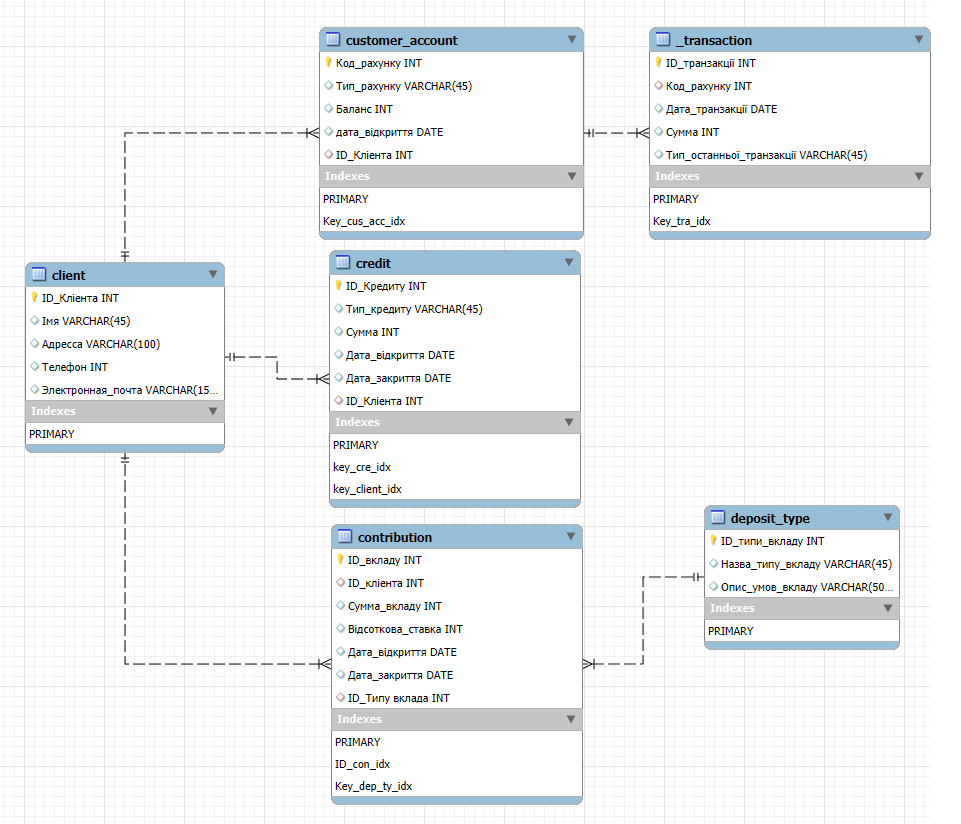 customer_account
Код_рахунку INT
Тип_рахунку VARCHAR(45)
Баланс INT
дата_відкриття DATE
ID_Клієнта INT
Indexes
PRIMARY
Key_cus_acc_idx
_transaction
ID_транзакції INT
Код_рахунку INT
Дата_транзакції DATE
Сумма INT
Тип_останньої_транзакції VARCHAR(45)
Indexes
PRIMARY
Key_tra_idx
client
ID_Клієнта INT
Імя VARCHAR(45)
Адресса VARCHAR(100)
Телефон INT
Электронная_почта VARCHAR(15...
Indexes
PRIMARY
credit
ID_Кредиту INT
Тип_кредиту VARCHAR(45)
Сумма INT
Дата_відкриття DATE
Дата_закриття DATE
ID_Клієнта INT
Indexes
PRIMARY
key_cre_idx
key_client_idx
contribution
ID_вкладу INT
ID_клієнта INT
Сумма_вкладу INT
Відсоткова_ставка INT
Дата_відкриття DATE
Дата_закриття DATE
ID_Типу вклада INT
Indexes
PRIMARY
ID_con_idx
Key_dep_ty_idx
deposit_type
ID_типи_вкладу INT
Назва_типу_вкладу VARCHAR(45)
Опис_умов_вкладу VARCHAR(50...
Indexes
PRIMARY